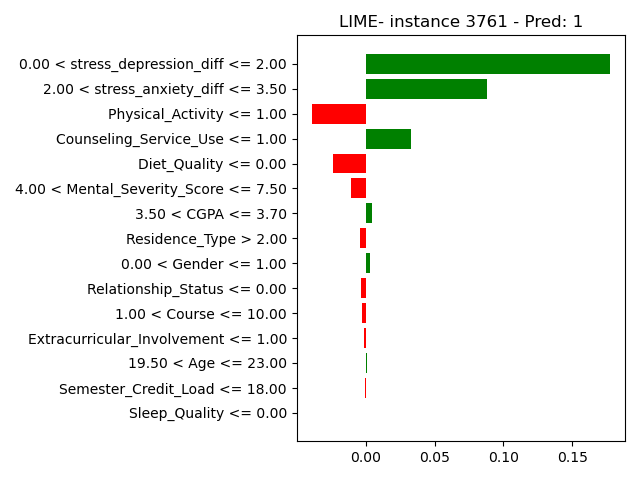 LIME- instance 3761 - Pred: 1
0.00 < stress_depression_diff <= 2.00
2.00 < stress_anxiety_diff <= 3.50
Physical_Activity <= 1.00
Counseling_Service_Use <= 1.00
Diet_Quality <= 0.00
4.00 < Mental_Severity_Score <= 7.50
3.50 < CGPA <= 3.70
Residence_Type > 2.00
0.00 < Gender <= 1.00
Relationship_Status <= 0.00
1.00 < Course <= 10.00
Extracurricular_Involvement <= 1.00
19.50 < Age <= 23.00
Semester_Credit_Load <= 18.00
Sleep_Quality <= 0.00
0.00 0.05 0.10 0.15